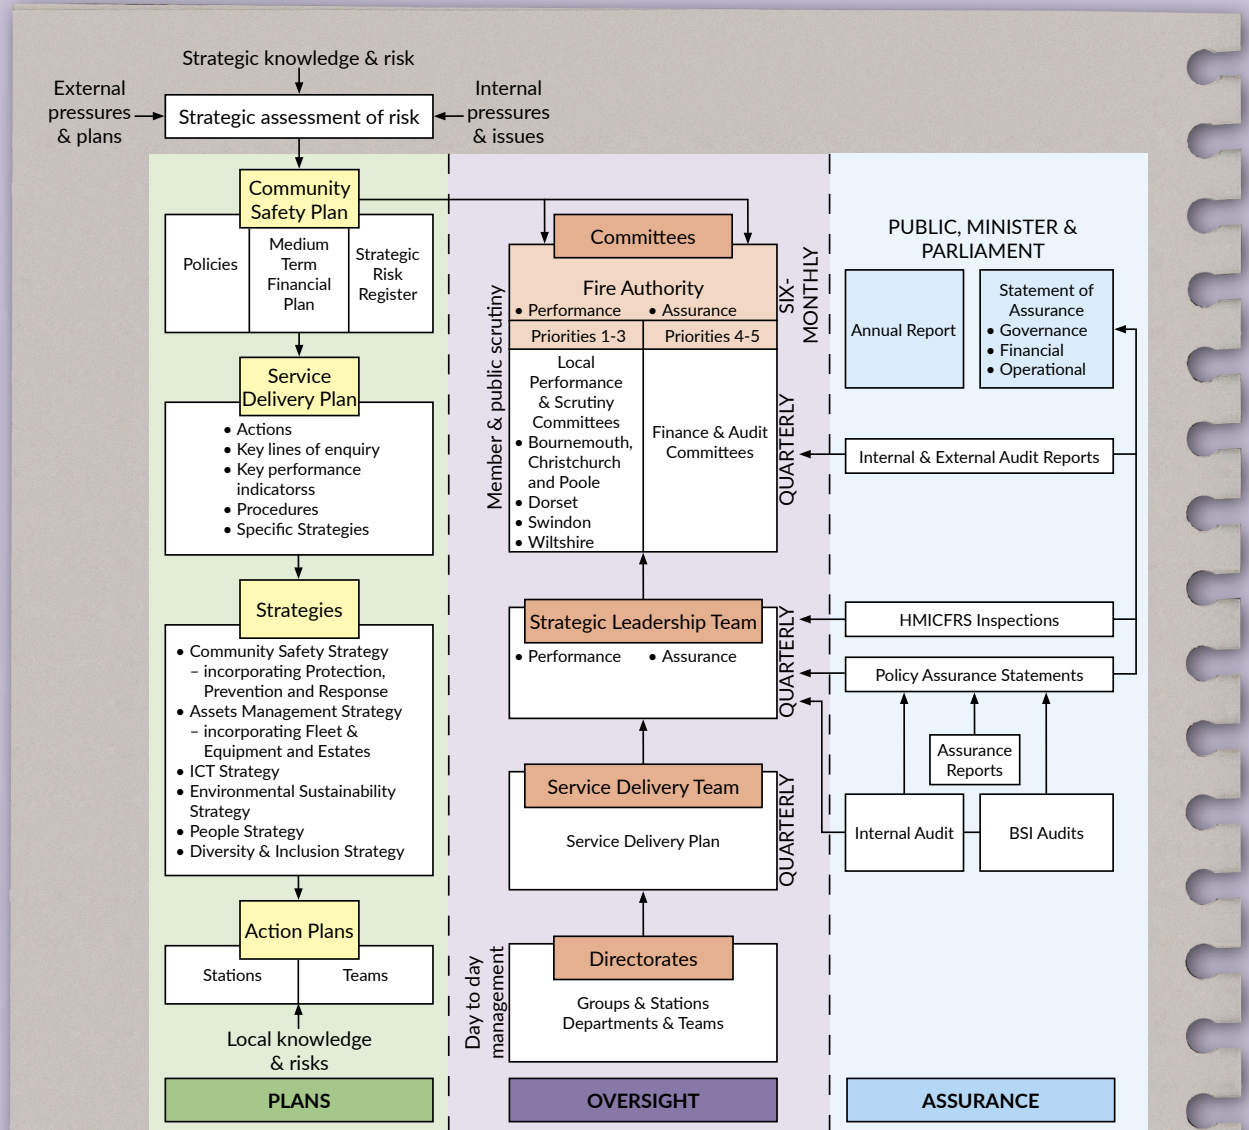 Strategic knowledge & risk
External
pressures
& plans
Strategic assessment of risk
Internal
pressures
& issues
Community
Safety Plan
Policies
Medium
Term
Financial
Plan
Strategic
Risk
Register
Service
Delivery Plan
• Actions
• Key lines of enquiry
• Key performance
indicatorss
• Procedures
• Specific Strategies
Strategies
• Community Safety Strategy
– incorporating Protection,
Prevention and Response
• Assets Management Strategy
– incorporating Fleet &
Equipment and Estates
• ICT Strategy
• Environmental Sustainability
Strategy
• People Strategy
• Diversity & Inclusion Strategy
Action Plans
Stations
Teams
Local knowledge
& risks
PLANS
Committees
Fire Authority
• Performance • Assurance
Priorities 1-3
Priorities 4-5
Local
Performance
& Scrutiny
Committees
• Bournemouth,
Christchurch
and Poole
• Dorset
• Swindon
• Wiltshire
Finance & Audit
Committees
Member & public scrutiny
SIX-
MONTHLY
QUARTERLY
Strategic Leadership Team
• Performance • Assurance
QUARTERLY
Service Delivery Team
Service Delivery Plan
QUARTERLY
Directorates
Groups & Stations
Departments & Teams
Day to day
management
OVERSIGHT
PUBLIC, MINISTER &
PARLIAMENT
Annual Report
Statement of
Assurance
• Governance
• Financial
• Operational
Internal & External Audit Reports
HMICFRS Inspections
Policy Assurance Statements
Assurance
Reports
Internal Audit
BSI Audits
ASSURANCE